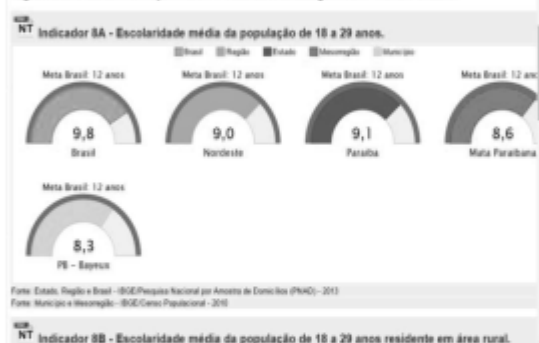 NT Indicador 8A - Escolaridade média da população de 18 a 29 anos.
Brasil Região Estado Mesorregião Município
Meta Brasil: 12 anos Meta Brasil: 12 anos Meta Brasil: 12 anos Meta Brasil: 12 ano
9,8 9,0 9,1 8,6
Brasil Nordeste Paraíba Mata Paraibana
Meta Brasil: 12 anos
8,3
PB - Bayeux
Fonte: Estado, Região e Brasil - IBGE/Pesquisa Nacional por Amostra de Domicílios (PNAD) - 2013
Fonte: Município e Mesorregião - IBGE/Censo Populacional - 2010
NT Indicador 8B - Escolaridade média da população de 18 a 29 anos residente em área rural.